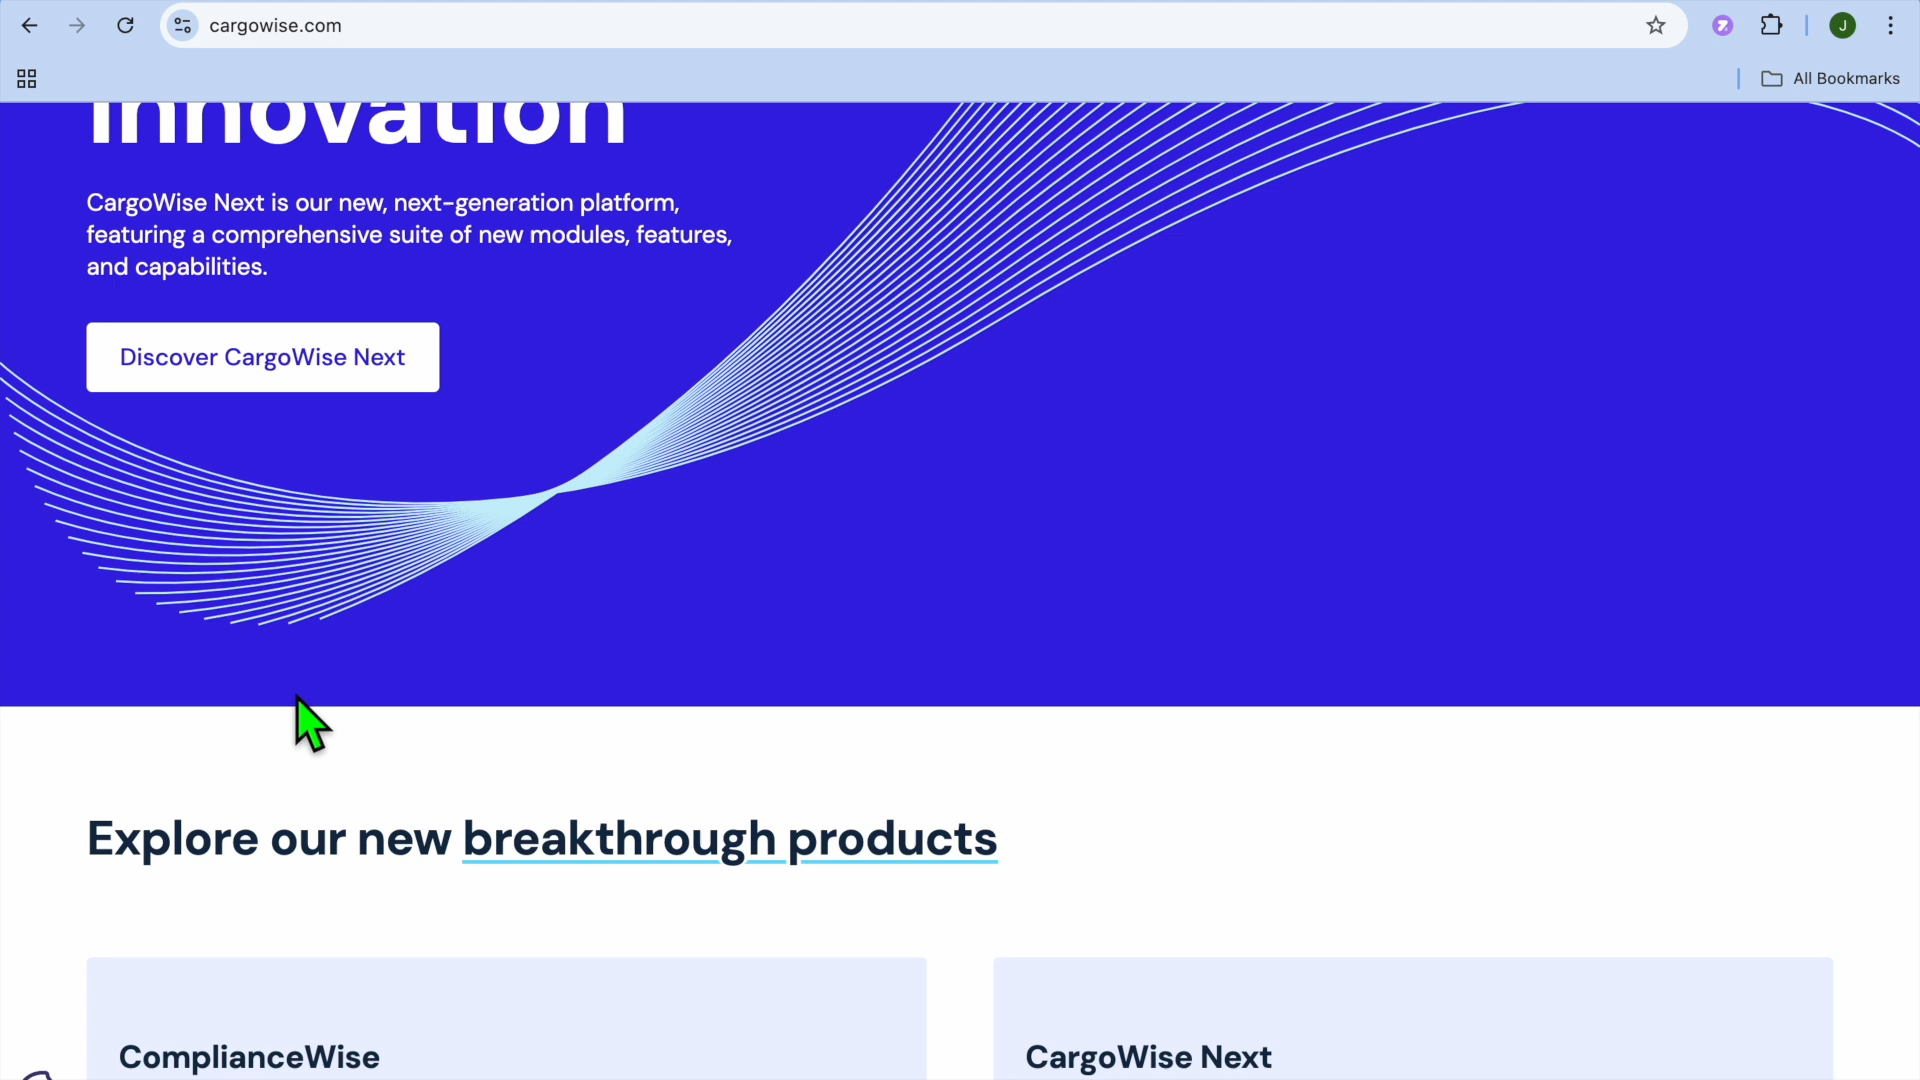 cargowise.com
J
All Bookmarks
innovation
CargoWise Next is our new, next-generation platform,
featuring a comprehensive suite of new modules, features,
and capabilities.
Discover CargoWise Next
Explore our new breakthrough products
ComplianceWise
CargoWise Next